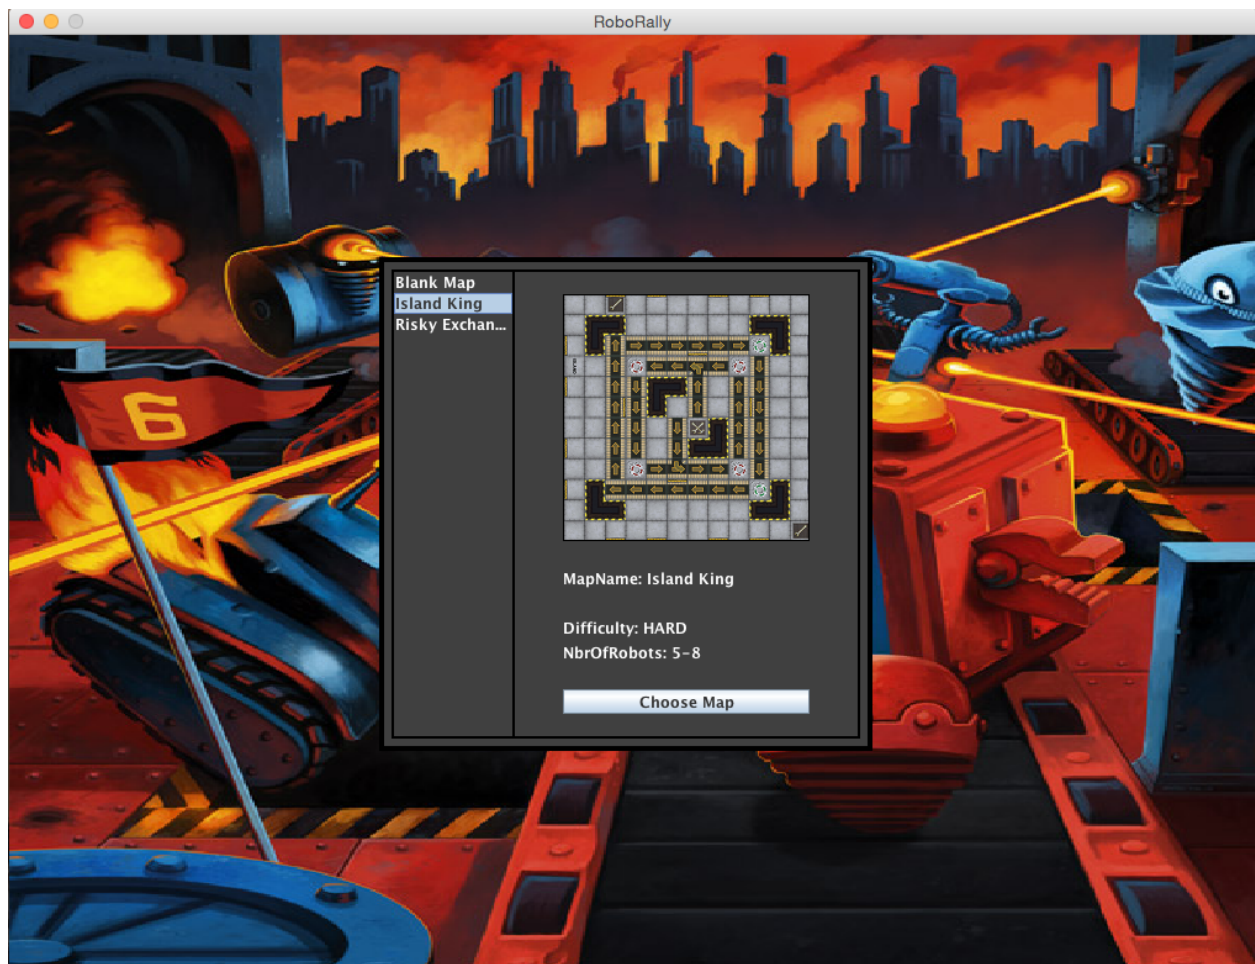 RoboRally
Blank Map
Island King
Risky Exchan...
6
MapName: Island King
Difficulty: HARD
NbrOfRobots: 5-8
Choose Map